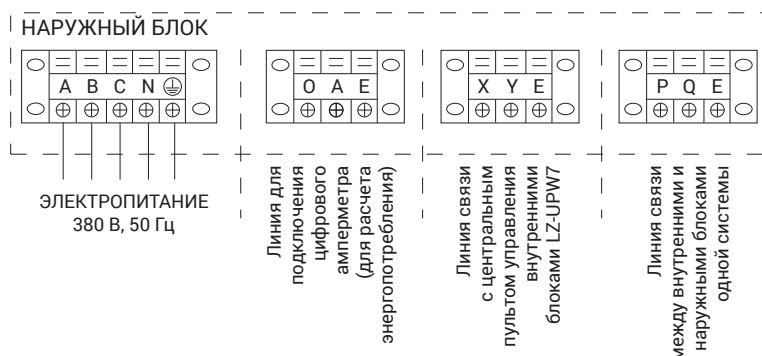 НАРУЖНЫЙ БЛОК
A B C N
O A E
X Y E
P Q E
ЭЛЕКТРОПИТАНИЕ
380 В, 50 Гц
Линия для
подключения
цифрового
амперметра
(для расчета
энергопотребления)
Линия связи
с центральным
пультом управления
внутренними
блоками LZ-UPW7
Линия связи
между внутренними и
наружными блоками
одной системы